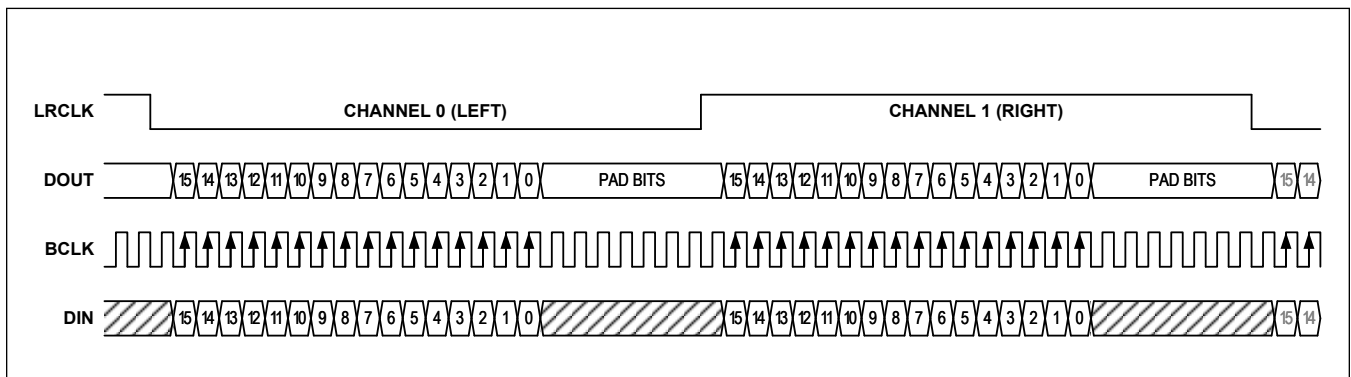 LRCLK CHANNEL 0 (LEFT) CHANNEL 1 (RIGHT)
DOUT 15 14 13 12 11 10 9 8 7 6 5 4 3 2 1 0 PAD BITS 15 14 13 12 11 10 9 8 7 6 5 4 3 2 1 0 PAD BITS 15 14
BCLK
DIN 15 14 13 12 11 10 9 8 7 6 5 4 3 2 1 0 15 14 13 12 11 10 9 8 7 6 5 4 3 2 1 0 15 14